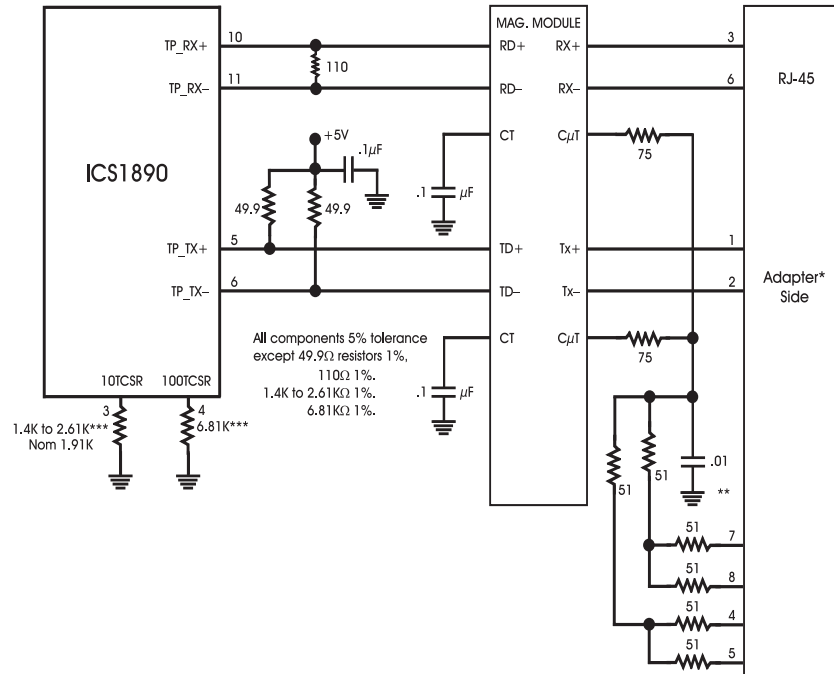 MAG. MODULE
TP_RX+
10
RD+
RX+
3
110
TP_RX–
11
RD–
RX–
6
RJ-45
+5V
CT
CμT
.1μF
75
ICS1890
.1 μF
49.9
49.9
TP_TX+
5
TD+
Tx+
1
TP_TX–
6
TD–
Tx–
2
Adapter*
Side
All components 5% tolerance
except 49.9Ω resistors 1%,
110Ω 1%.
1.4K to 2.61KΩ 1%.
6.81KΩ 1%.
CT
CμT
75
.1 μF
10TCSR
100TCSR
3
4
1.4K to 2.61K***
Nom 1.91K
6.81K***
51
51
.01
**
51
7
51
8
51
4
51
5